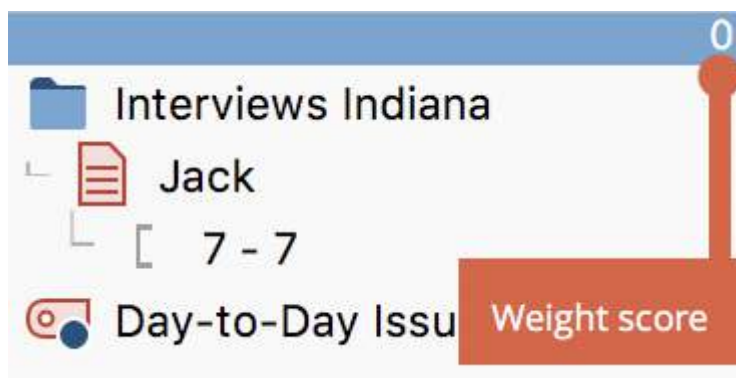 0
Interviews Indiana
Jack
7 - 7
Day-to-Day Issu
Weight score